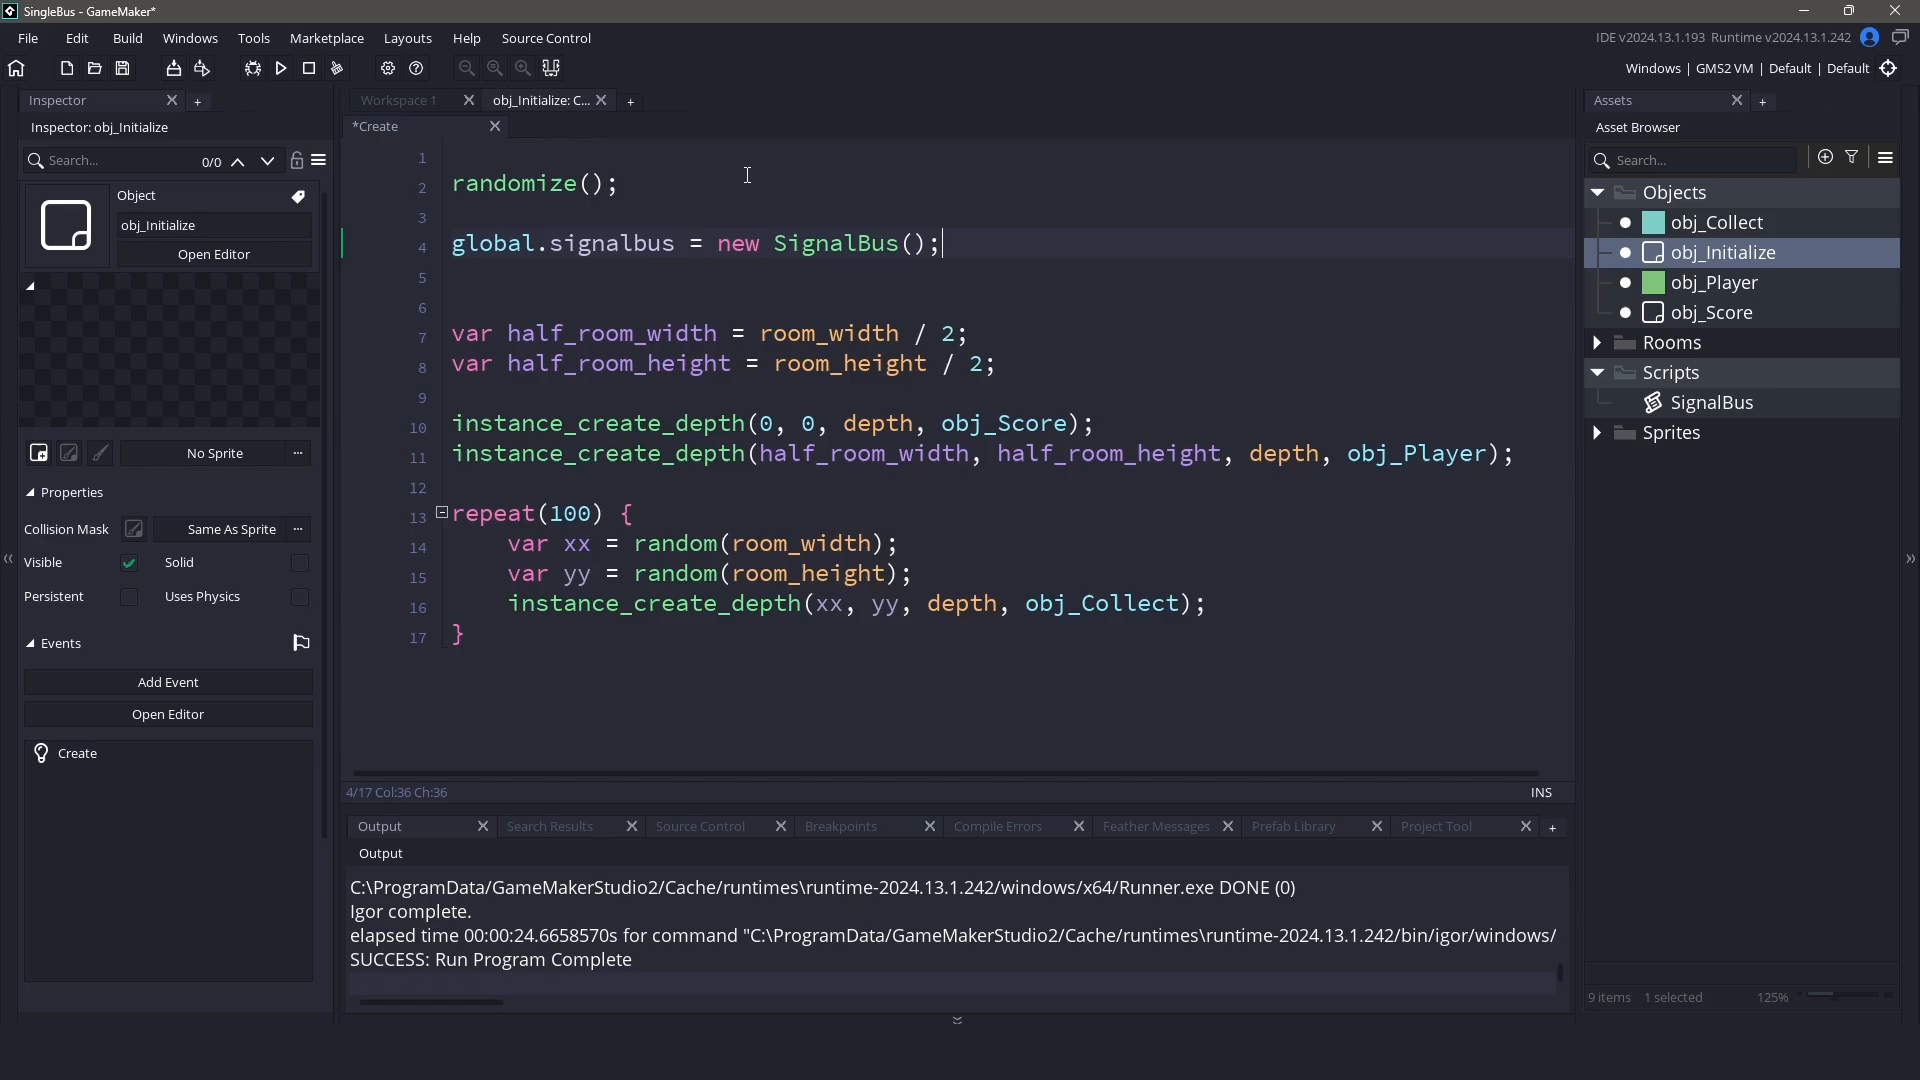 SingleBus - GameMaker*
File Edit Build Windows Tools Marketplace Layouts Help Source Control
IDE v2024.13.1.193 Runtime v2024.13.1.242
Windows | GMS2 VM | Default | Default
Inspector
Inspector: obj_Initialize
Search... 0/0
Object
obj_Initialize
Open Editor
No Sprite ...
Properties
Collision Mask Same As Sprite ...
Visible Solid
Persistent Uses Physics
Events
Add Event
Open Editor
Create
Workspace 1 obj_Initialize: C...
*Create
1
2 randomize();
3
4 global.signalbus = new SignalBus();
5
6
7 var half_room_width = room_width / 2;
8 var half_room_height = room_height / 2;
9
10 instance_create_depth(0, 0, depth, obj_Score);
11 instance_create_depth(half_room_width, half_room_height, depth, obj_Player);
12
13 repeat(100) {
14 var xx = random(room_width);
15 var yy = random(room_height);
16 instance_create_depth(xx, yy, depth, obj_Collect);
17 }
4/17 Col:36 Ch:36 INS
Output Search Results Source Control Breakpoints Compile Errors Feather Messages Prefab Library Project Tool
Output
C:\ProgramData/GameMakerStudio2/Cache/runtimes\runtime-2024.13.1.242/windows/x64/Runner.exe DONE (0)
Igor complete.
elapsed time 00:00:24.6658570s for command "C:\ProgramData/GameMakerStudio2/Cache/runtimes\runtime-2024.13.1.242/bin/igor/windows/
SUCCESS: Run Program Complete
Assets
Asset Browser
Search...
Objects
obj_Collect
obj_Initialize
obj_Player
obj_Score
Rooms
Scripts
SignalBus
Sprites
9 items 1 selected 125%